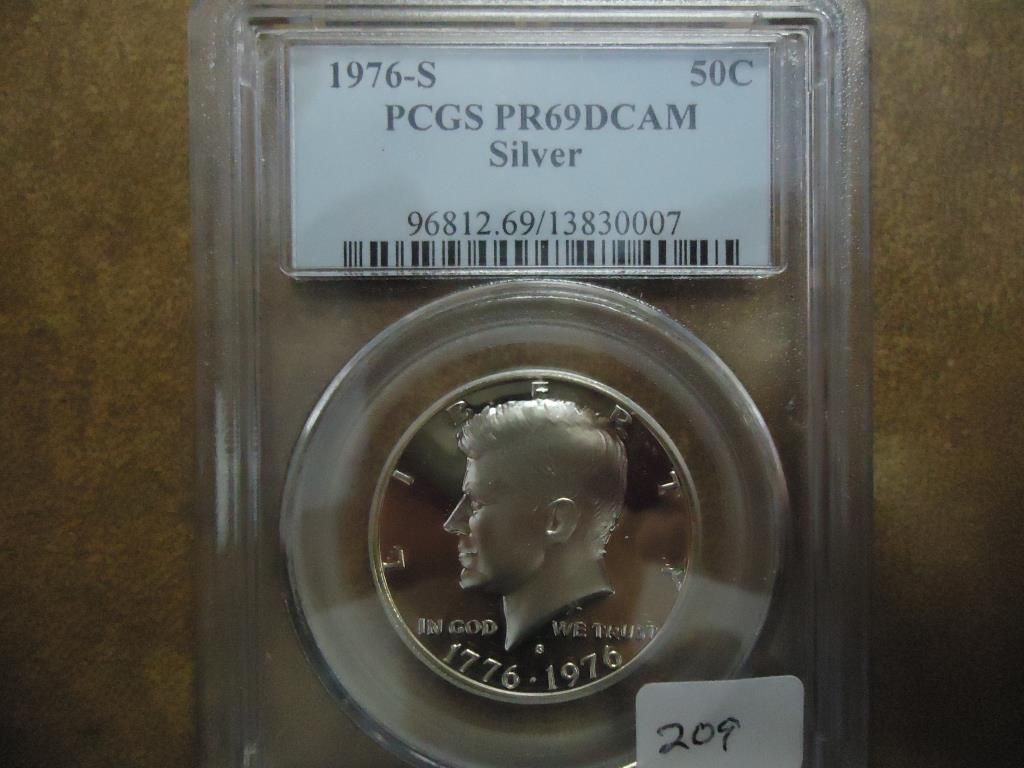 1976-S 50C
PCGS PR69DCAM
Silver
96812.69/13830007
LIBERTY
IN GOD WE TRUST
S
1776·1976
209